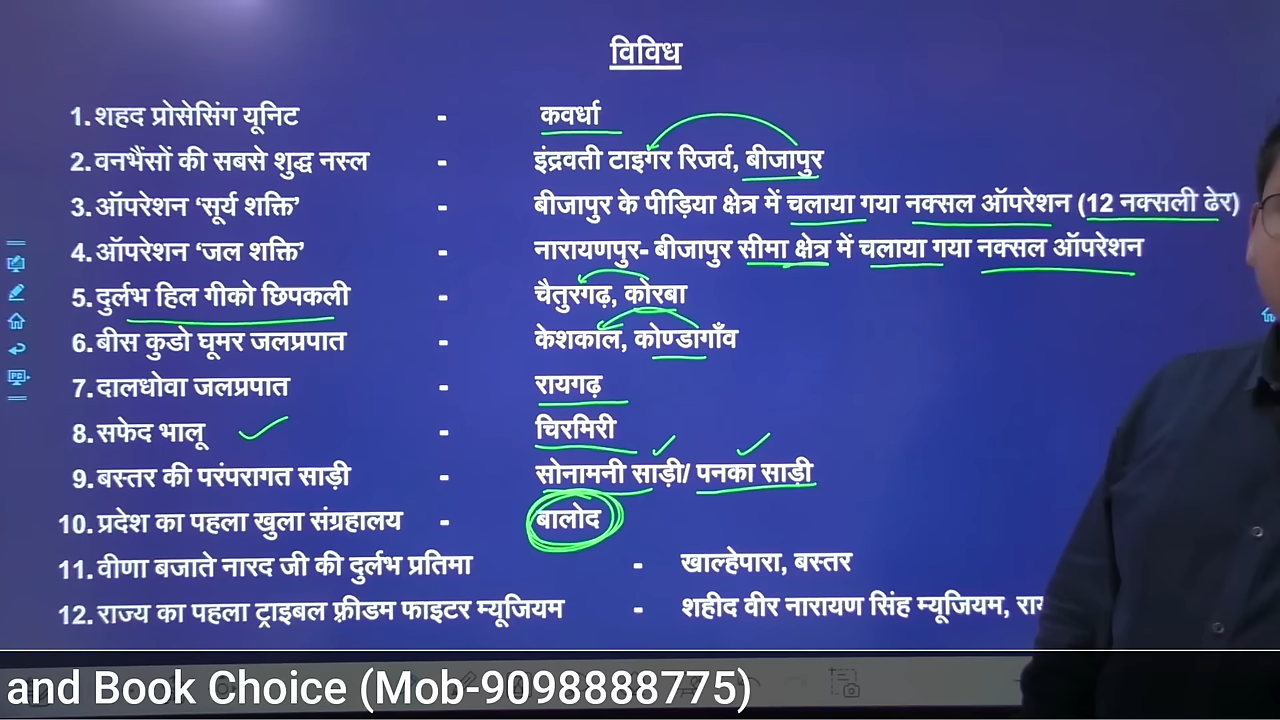 विविध
1. शहद प्रोसेसिंग यूनिट - कवर्धा
2. वनभैंसों की सबसे शुद्ध नस्ल - इंद्रवती टाइगर रिजर्व, बीजापुर
3. ऑपरेशन ‘सूर्य शक्ति’ - बीजापुर के पीड़िया क्षेत्र में चलाया गया नक्सल ऑपरेशन (12 नक्सली ढेर)
4. ऑपरेशन ‘जल शक्ति’ - नारायणपुर- बीजापुर सीमा क्षेत्र में चलाया गया नक्सल ऑपरेशन
5. दुर्लभ हिल गीको छिपकली - चैतुरगढ़, कोरबा
6. बीस कुडो घूमर जलप्रपात - केशकाल, कोण्डागाँव
7. दालधोवा जलप्रपात - रायगढ़
8. सफेद भालू - चिरमिरी
9. बस्तर की परंपरागत साड़ी - सोनामनी साड़ी/ पनका साड़ी
10. प्रदेश का पहला खुला संग्रहालय - बालोद
11. वीणा बजाते नारद जी की दुर्लभ प्रतिमा - खाल्हेपारा, बस्तर
12. राज्य का पहला ट्राइबल फ़्रीडम फाइटर म्यूजियम - शहीद वीर नारायण सिंह म्यूजियम,
and Book Choice (Mob-9098888775)